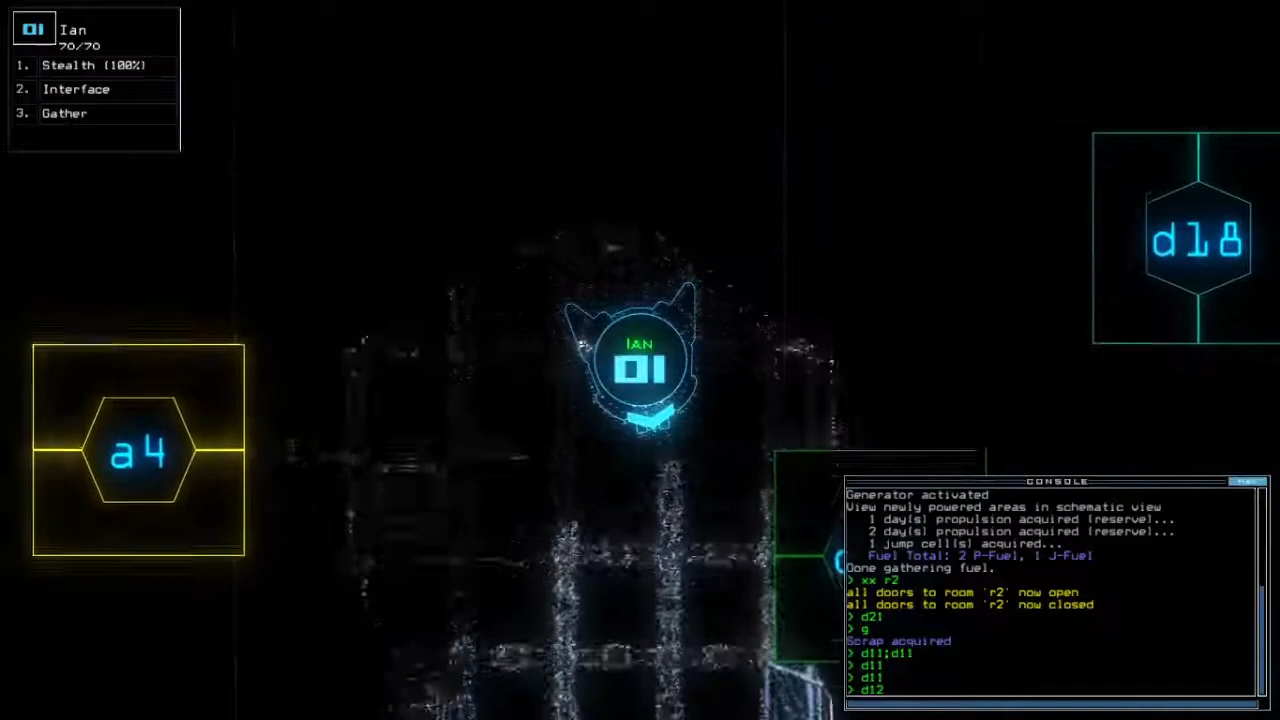 01 Ian
70/70
1. Stealth (100%)
2. Interface
3. Gather
d18
IAN
01
a4
CONSOLE
Generator activated
View newly powered areas in schematic view
1 day(s) propulsion acquired (reserve)...
2 day(s) propulsion acquired (reserve)...
1 jump cell(s) acquired...
Fuel Total: 2 P-Fuel, 1 J-Fuel
Done gathering fuel.
> xx r2
all doors to room 'r2' now open
all doors to room 'r2' now closed
> d21
> g
Scrap acquired
> d11;d11
> d11
> d11
> d12